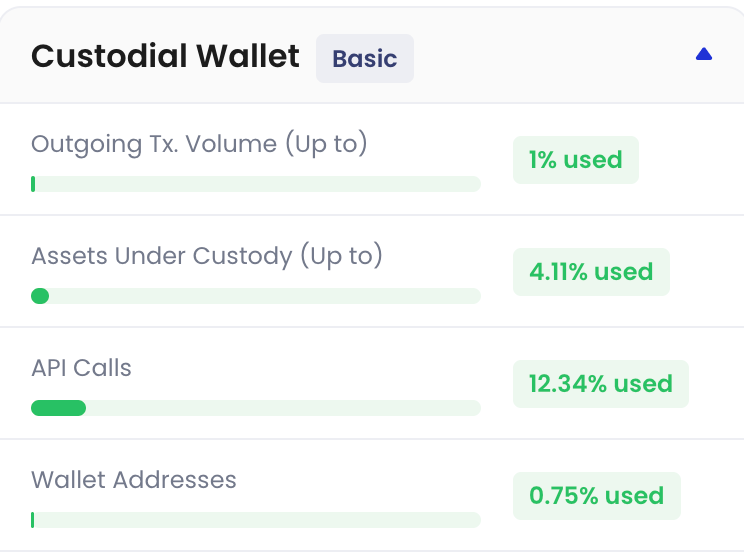 Custodial Wallet Basic
Outgoing Tx. Volume (Up to)
1% used
Assets Under Custody (Up to)
4.11% used
API Calls
12.34% used
Wallet Addresses
0.75% used